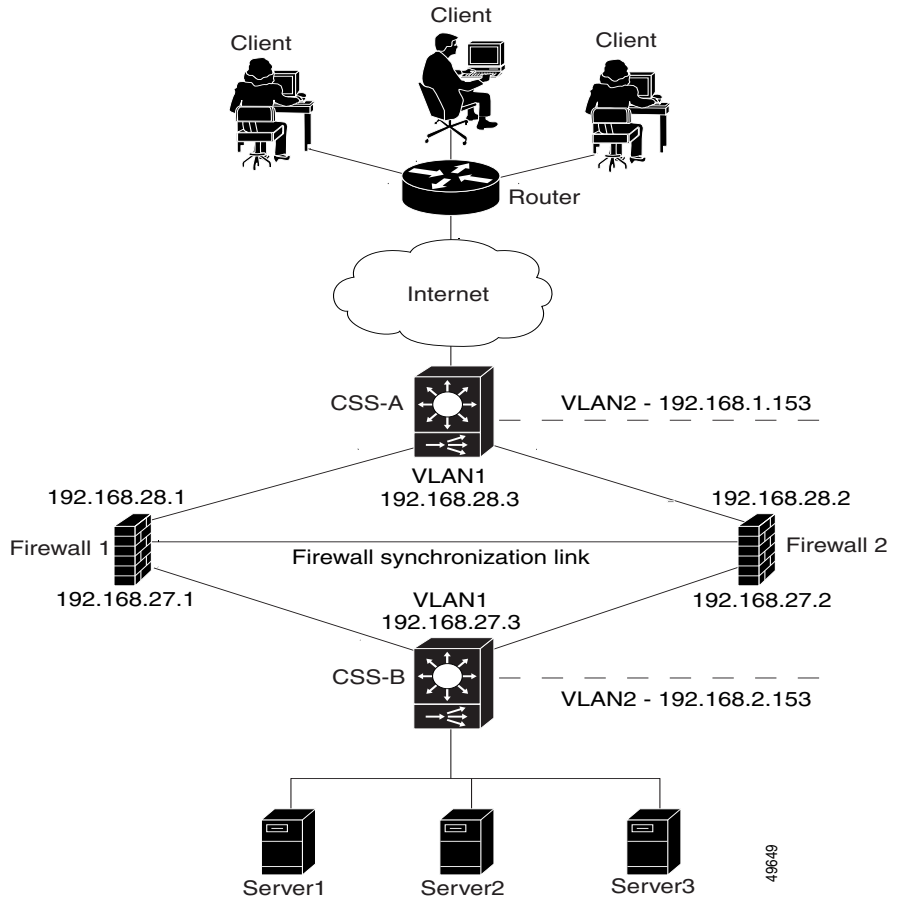 Client
Client
Client
Router
Internet
CSS-A
VLAN2 - 192.168.1.153
VLAN1
192.168.28.3
192.168.28.1
192.168.28.2
Firewall 1
Firewall synchronization link
Firewall 2
192.168.27.1
VLAN1
192.168.27.3
192.168.27.2
CSS-B
VLAN2 - 192.168.2.153
Server1
Server2
Server3
49649